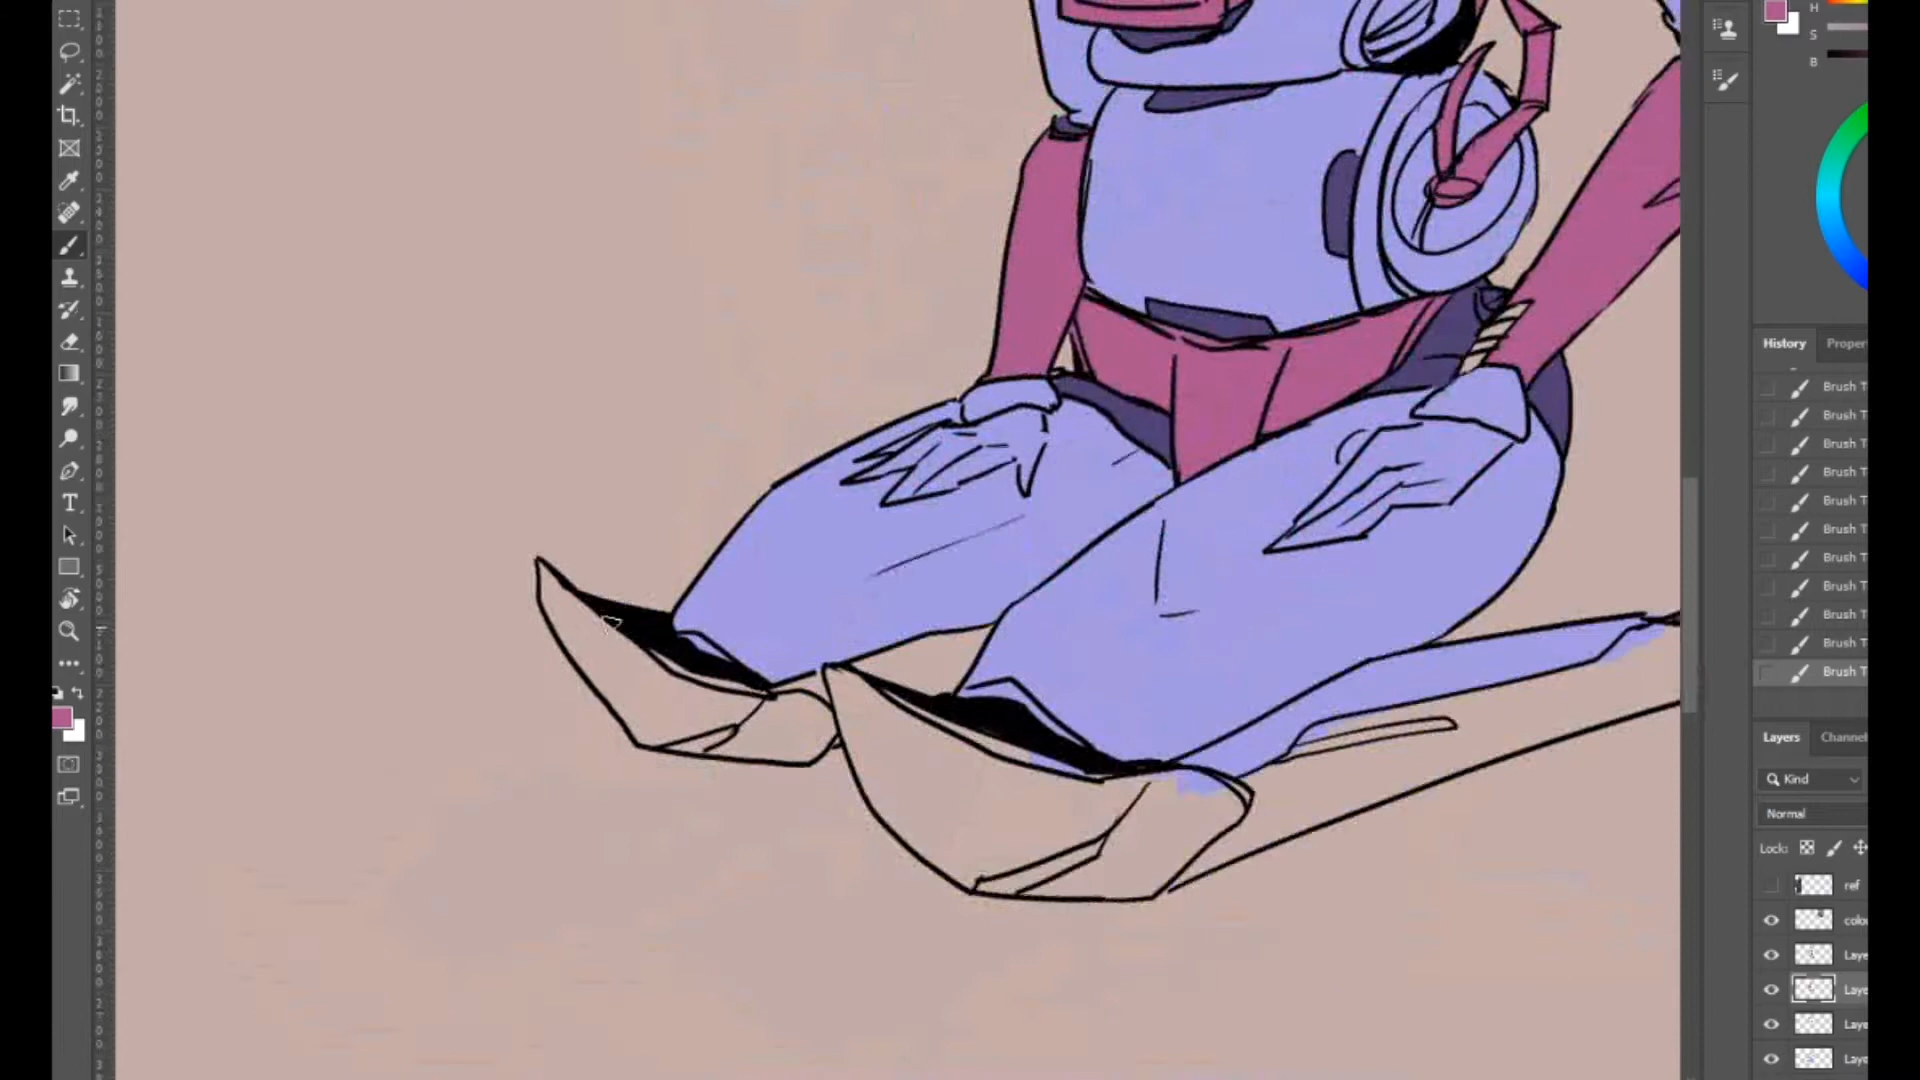 H
S
B
History Proper
Brush T
Brush T
Brush T
Brush T
Brush T
Brush T
Brush T
Brush T
Brush T
Brush T
Brush T
Layers Channel
Kind
Normal
Lock:
ref
colo
Laye
Laye
Laye
Laye